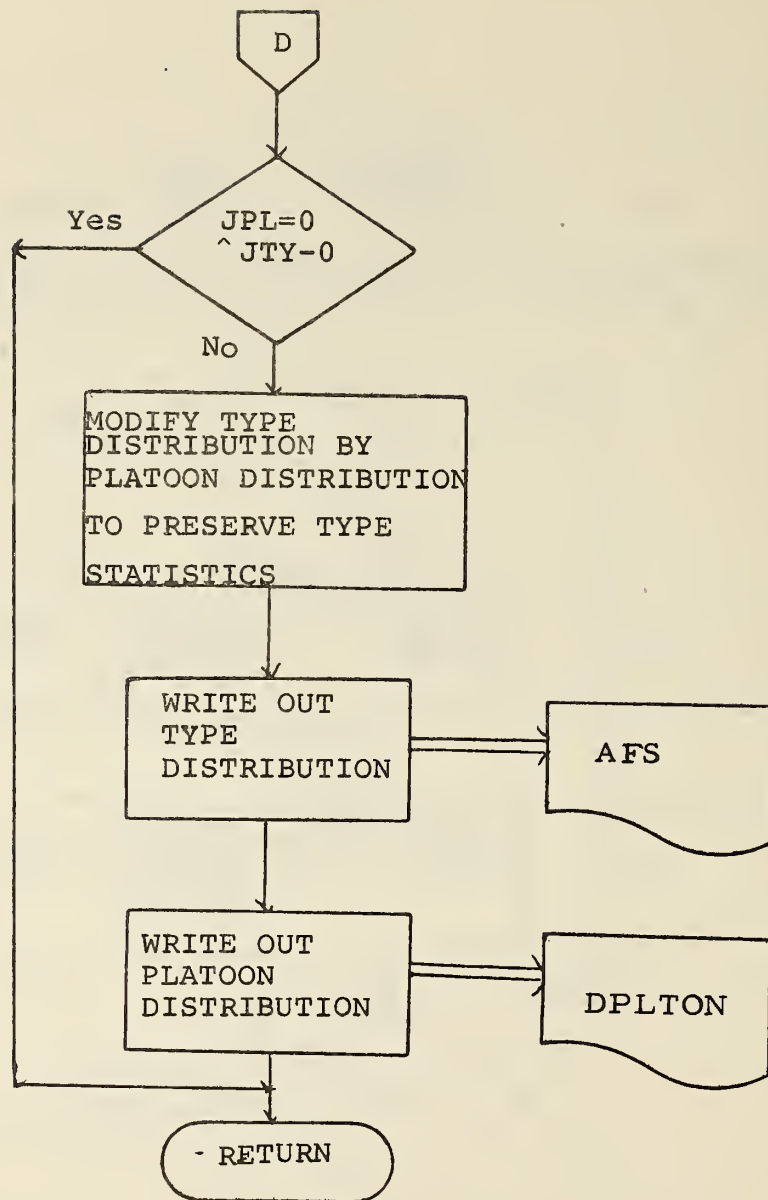 D
Yes
JPL=0
^ JTY-0
No
MODIFY TYPE
DISTRIBUTION BY
PLATOON DISTRIBUTION
TO PRESERVE TYPE
STATISTICS
WRITE OUT
TYPE
DISTRIBUTION
AFS
WRITE OUT
PLATOON
DISTRIBUTION
DPLTON
- RETURN